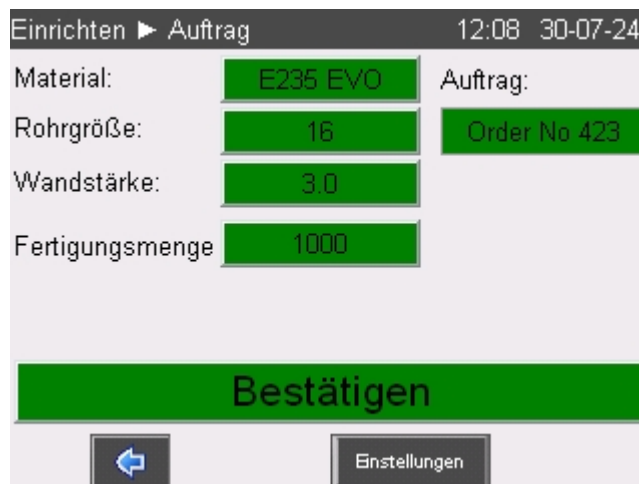 Einrichten ► Auftrag 12:08 30-07-24
Material: E235 EVO Auftrag:
Rohrgröße: 16 Order No 423
Wandstärke: 3.0
Fertigungsmenge 1000
Bestätigen
Einstellungen